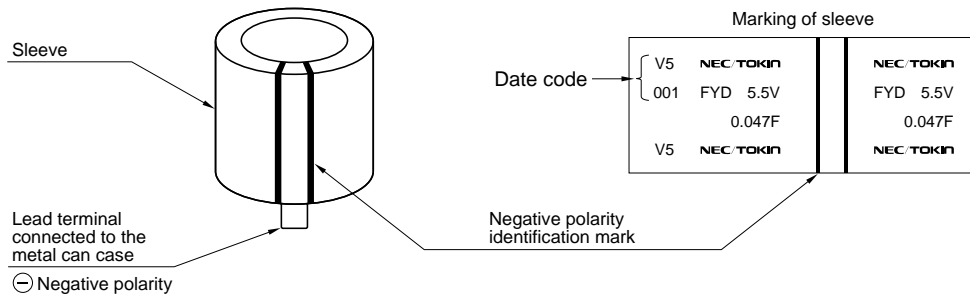 Marking of sleeve
Sleeve
Date code
V5 NEC/TOKIN
001 FYD 5.5V
0.047F
V5 NEC/TOKIN
NEC/TOKIN
FYD 5.5V
0.047F
NEC/TOKIN
Lead terminal
connected to the
metal can case
⊖ Negative polarity
Negative polarity
identification mark